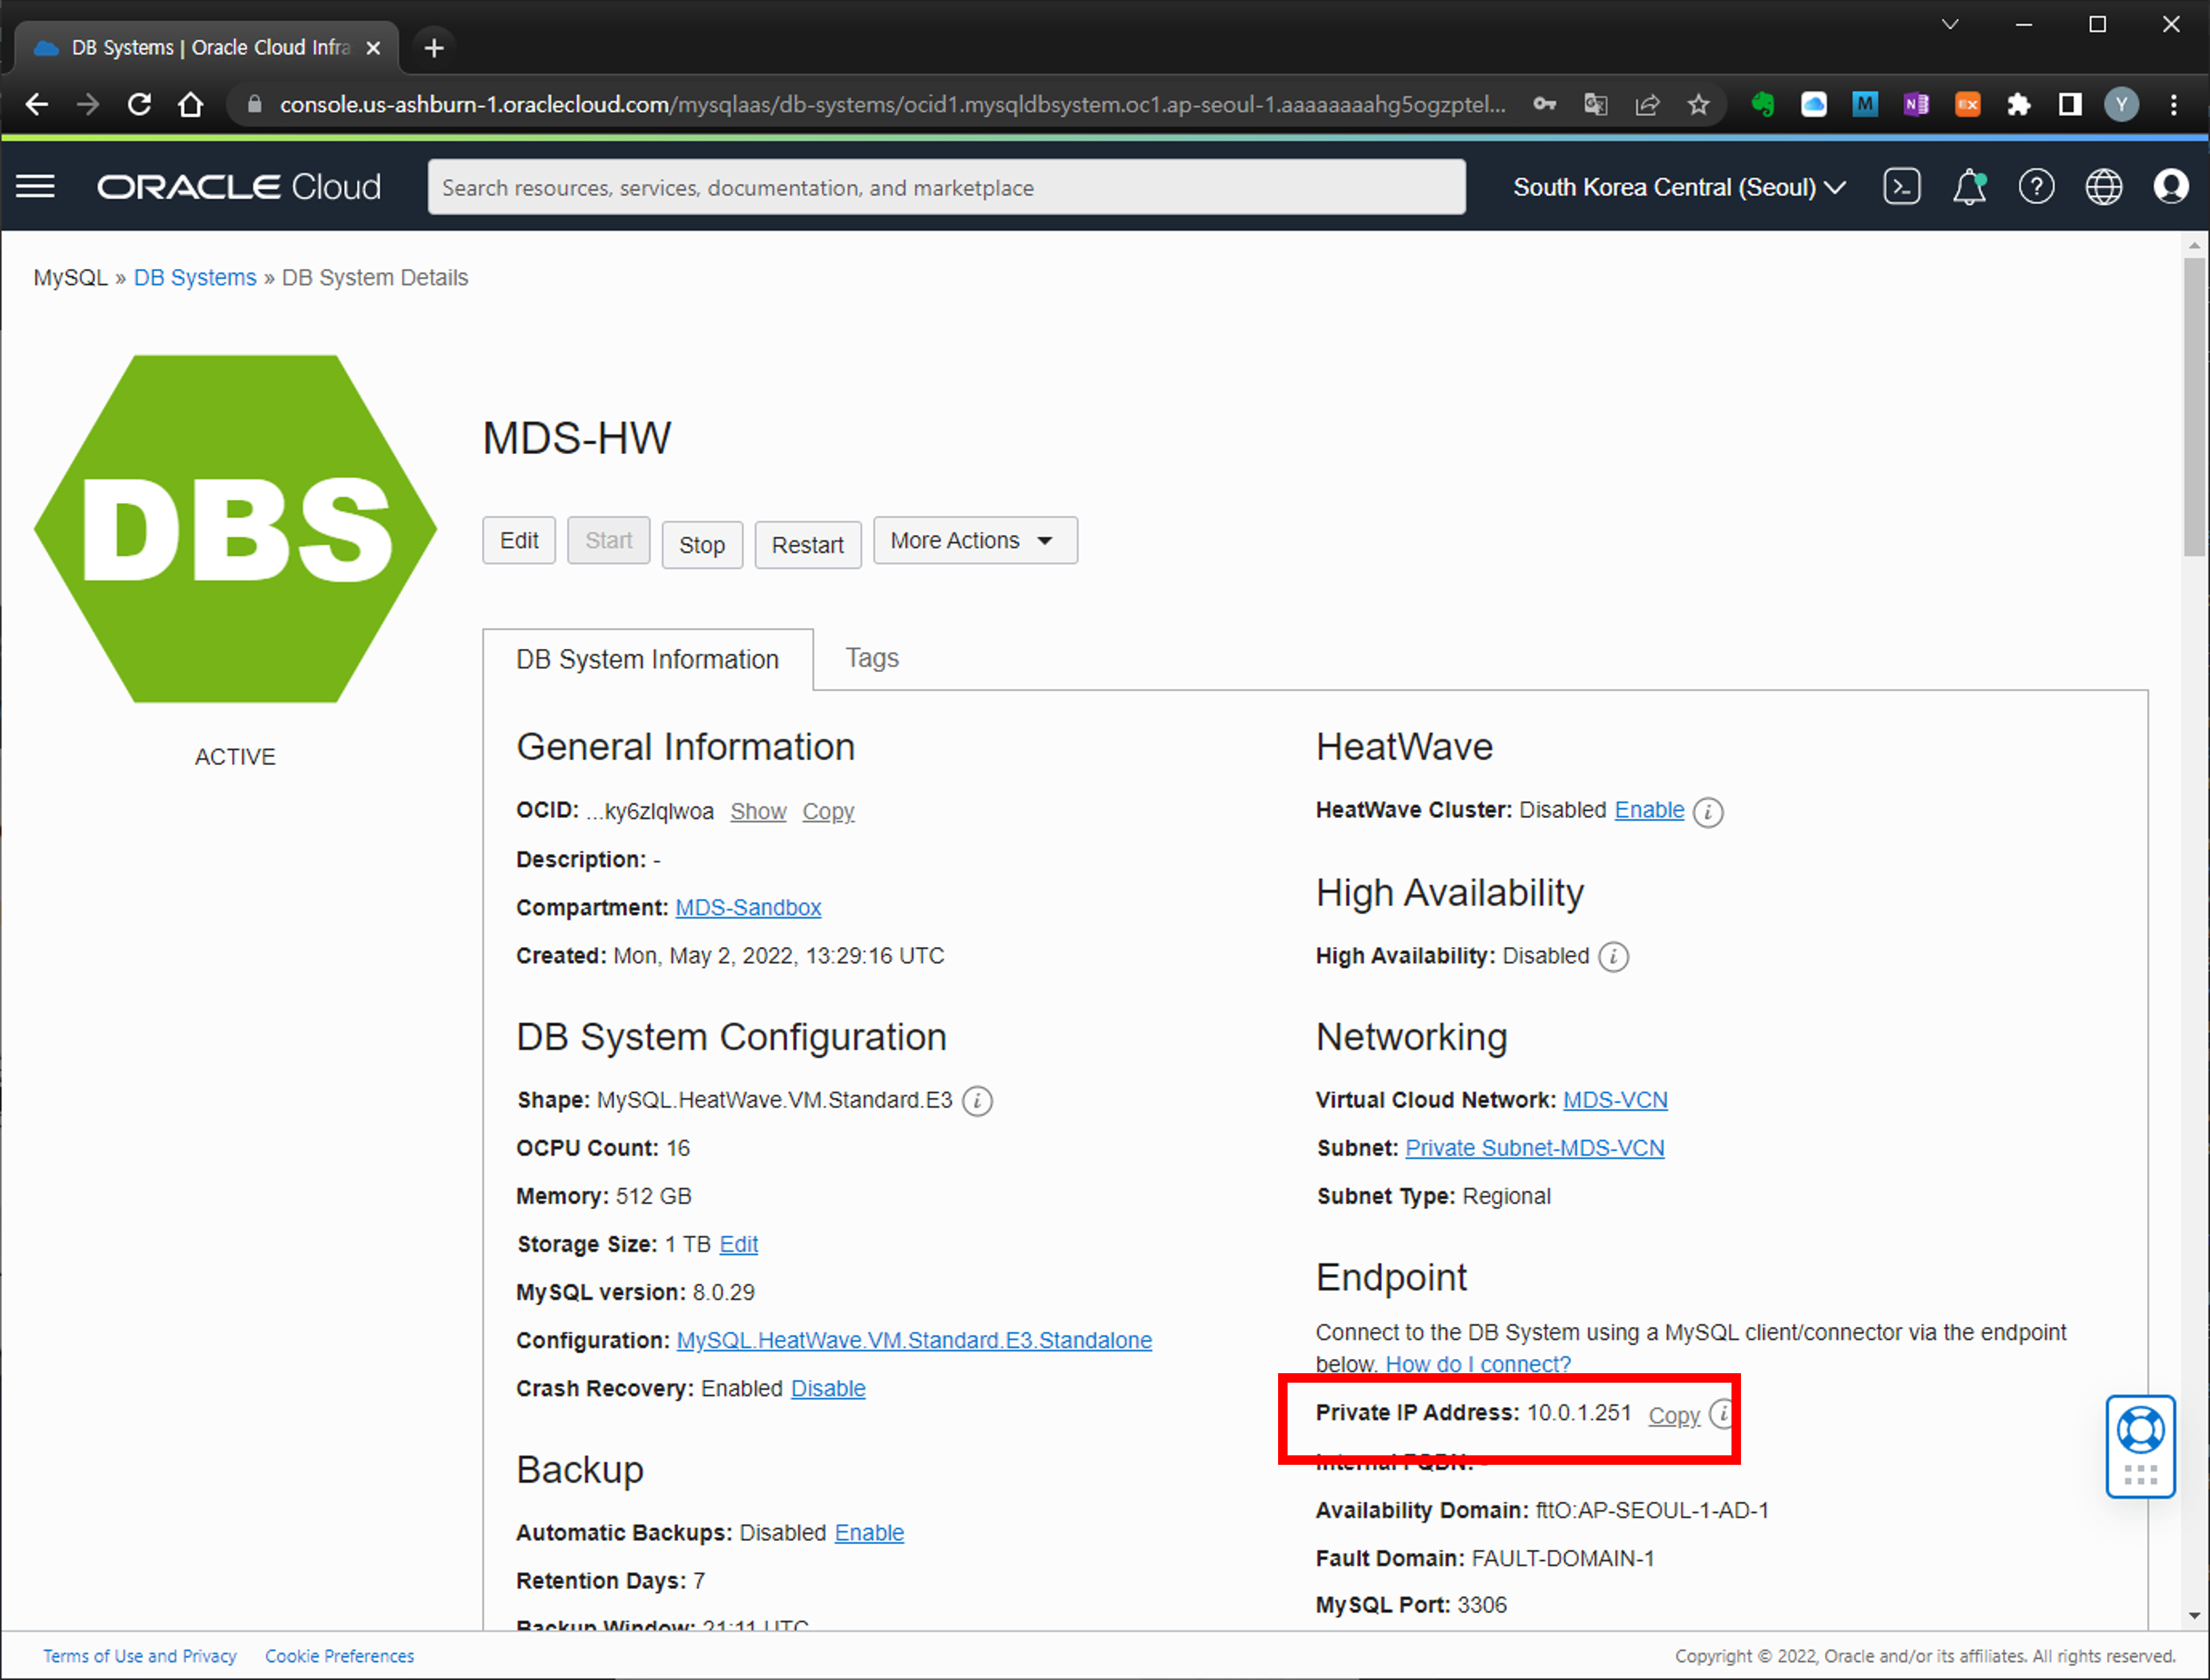 DB Systems | Oracle Cloud Infra
console.us-ashburn-1.oraclecloud.com/mysqlaas/db-systems/ocid1.mysqldbsystem.oc1.ap-seoul-1.aaaaaaaahg5ogzptel...
ORACLE Cloud
Search resources, services, documentation, and marketplace
South Korea Central (Seoul)
MySQL » DB Systems » DB System Details
DBS
ACTIVE
MDS-HW
Edit Start Stop Restart More Actions
DB System Information Tags
General Information
OCID: ...ky6zlqlwoa Show Copy
Description: -
Compartment: MDS-Sandbox
Created: Mon, May 2, 2022, 13:29:16 UTC
DB System Configuration
Shape: MySQL.HeatWave.VM.Standard.E3
OCPU Count: 16
Memory: 512 GB
Storage Size: 1 TB Edit
MySQL version: 8.0.29
Configuration: MySQL.HeatWave.VM.Standard.E3.Standalone
Crash Recovery: Enabled Disable
Backup
Automatic Backups: Disabled Enable
Retention Days: 7
Backup Window: 21:11 UTC
HeatWave
HeatWave Cluster: Disabled Enable
High Availability
High Availability: Disabled
Networking
Virtual Cloud Network: MDS-VCN
Subnet: Private Subnet-MDS-VCN
Subnet Type: Regional
Endpoint
Connect to the DB System using a MySQL client/connector via the endpoint
below. How do I connect?
Private IP Address: 10.0.1.251 Copy
Internal FQDN: -
Availability Domain: fttO:AP-SEOUL-1-AD-1
Fault Domain: FAULT-DOMAIN-1
MySQL Port: 3306
Terms of Use and Privacy Cookie Preferences
Copyright © 2022, Oracle and/or its affiliates. All rights reserved.